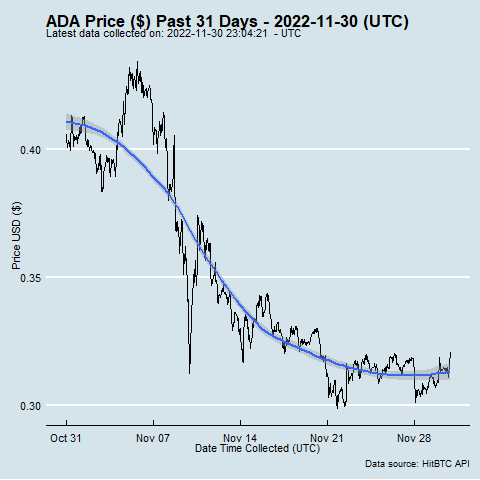 ADA Price ($) Past 31 Days - 2022-11-30 (UTC)
Latest data collected on: 2022-11-30 23:04:21 - UTC
0.40
0.35
0.30
Price USD ($)
Oct 31 Nov 07 Nov 14 Nov 21 Nov 28
Date Time Collected (UTC)
Data source: HitBTC API